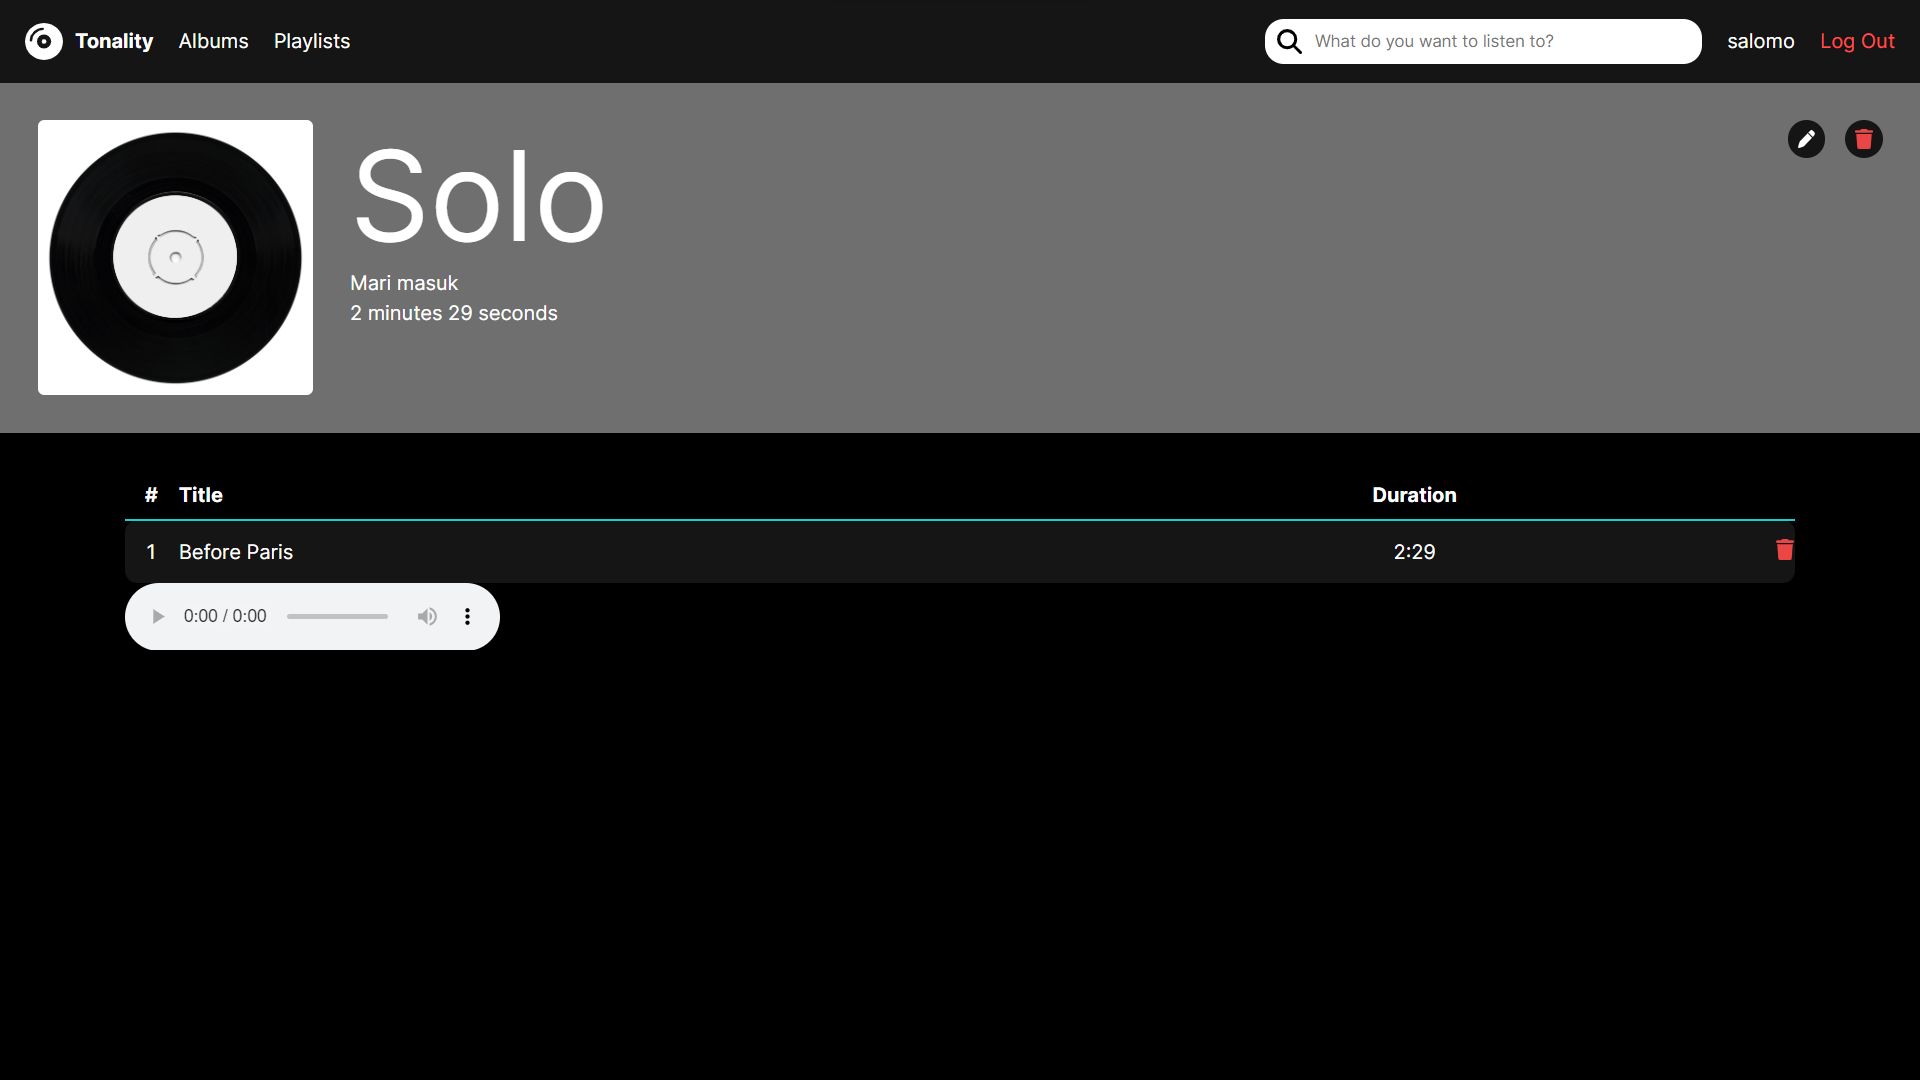 Tonality Albums Playlists What do you want to listen to? salomo Log Out
Solo
Mari masuk
2 minutes 29 seconds
# Title Duration
1 Before Paris 2:29
0:00 / 0:00